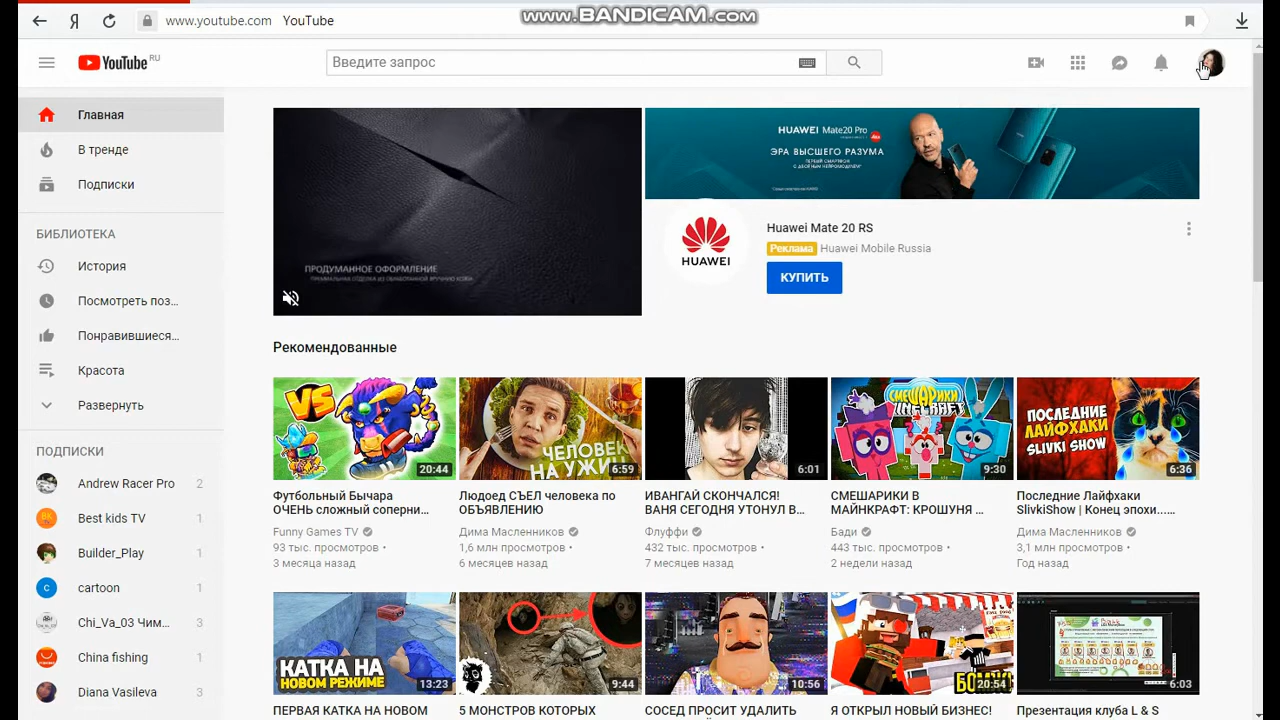 www.BANDICAM.com
Я www.youtube.com YouTube
YouTube RU
Введите запрос
Главная
В тренде
Подписки
БИБЛИОТЕКА
История
Посмотреть поз...
Понравившиеся...
Красота
Развернуть
ПОДПИСКИ
Andrew Racer Pro 2
Best kids TV 1
Builder_Play 1
cartoon 1
Chi_Va_03 Чим... 3
China fishing 1
Diana Vasileva 3
ПРОДУМАННОЕ ОФОРМЛЕНИЕ
HUAWEI Mate20 Pro
ЭРА ВЫСШЕГО РАЗУМА
HUAWEI
Huawei Mate 20 RS
Реклама Huawei Mobile Russia
КУПИТЬ
Рекомендованные
VS
20:44
Футбольный Бычара
ОЧЕНЬ сложный соперни...
Funny Games TV
93 тыс. просмотров •
3 месяца назад
ЧЕЛОВЕК
НА УЖИН
6:59
Людоед СЪЕЛ человека по
ОБЪЯВЛЕНИЮ
Дима Масленников •
1,6 млн просмотров •
6 месяцев назад
6:01
ИВАНГАЙ СКОНЧАЛСЯ!
ВАНЯ СЕГОДНЯ УТОНУЛ В...
Флуффи
432 тыс. просмотров •
7 месяцев назад
СМЕШАРИКИ
MINECRAFT
9:30
СМЕШАРИКИ В
МАЙНКРАФТ: КРОШУНЯ ...
Бади
443 тыс. просмотров •
2 недели назад
ПОСЛЕДНИЕ
ЛАЙФХАКИ
SLIVKI SHOW
6:36
Последние Лайфхаки
SlivkiShow | Конец эпохи......
Дима Масленников
3,1 млн просмотров •
Год назад
КАТКА НА
НОВОМ РЕЖИМЕ
13:23
ПЕРВАЯ КАТКА НА НОВОМ
9:44
5 МОНСТРОВ КОТОРЫХ
10:56
СОСЕД ПРОСИТ УДАЛИТЬ
20:54
Я ОТКРЫЛ НОВЫЙ БИЗНЕС!
6:03
Презентация клуба L & S